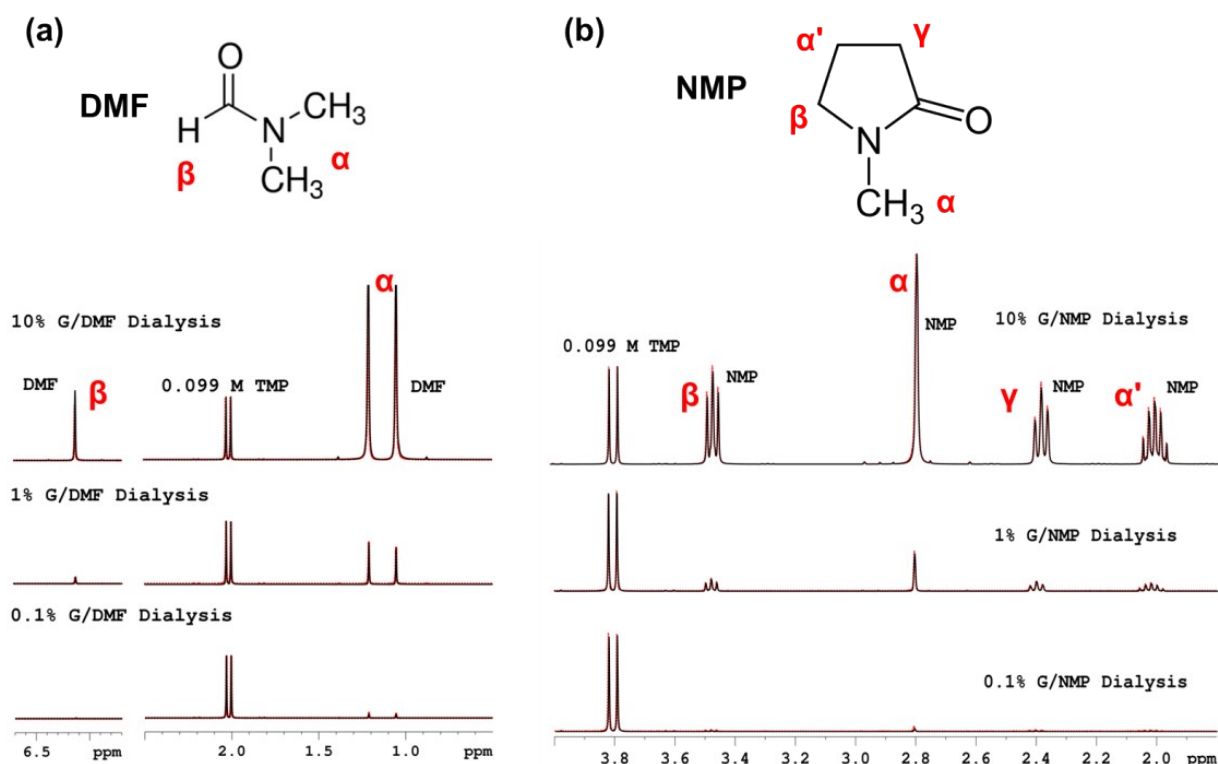 (a)
O
DMF
H
N
CH3
CH3
β
α
α
10% G/DMF Dialysis
DMF
β
0.099 M TMP
DMF
1% G/DMF Dialysis
0.1% G/DMF Dialysis
6.5
2.0
1.5
1.0
ppm
ppm
(b)
α'
γ
NMP
β
N
O
CH3
α
α
NMP
10% G/NMP Dialysis
0.099 M TMP
β
NMP
γ
NMP
α'
NMP
1% G/NMP Dialysis
0.1% G/NMP Dialysis
3.8
3.6
3.4
3.2
3.0
2.8
2.6
2.4
2.2
2.0
ppm